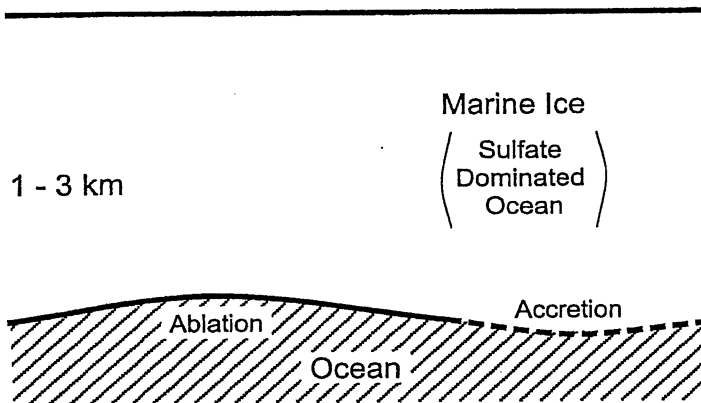 Marine Ice
Sulfate
Dominated
Ocean
1 - 3 km
Ablation
Accretion
Ocean